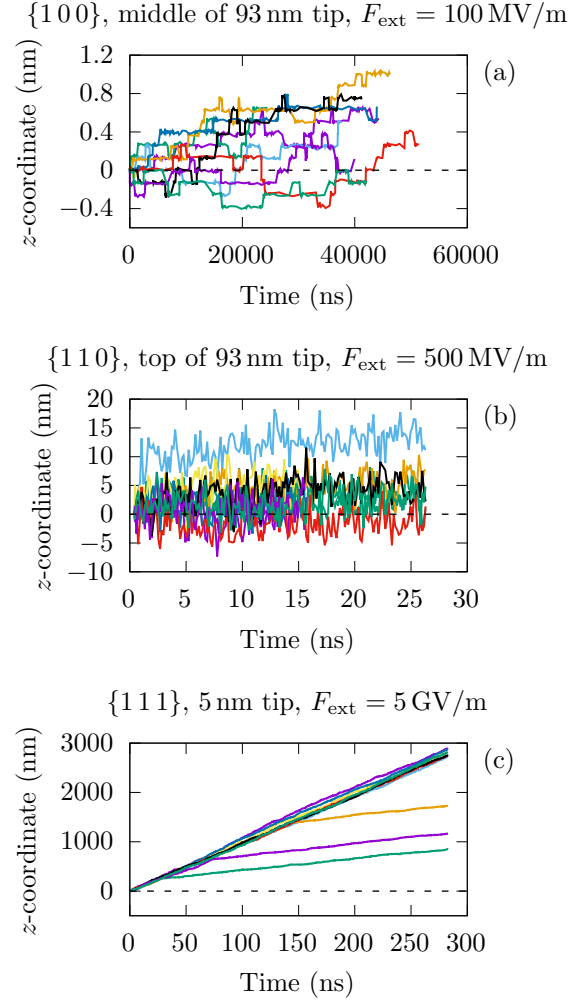 {1 0 0}, middle of 93 nm tip, F_ext = 100 MV/m
(a)
z-coordinate (nm)
1.2
0.8
0.4
0
−0.4
0
20000
40000
60000
Time (ns)
{1 1 0}, top of 93 nm tip, F_ext = 500 MV/m
(b)
z-coordinate (nm)
20
15
10
5
0
−5
−10
0
5
10
15
20
25
30
Time (ns)
{1 1 1}, 5 nm tip, F_ext = 5 GV/m
(c)
z-coordinate (nm)
3000
2000
1000
0
0
50
100
150
200
250
300
Time (ns)